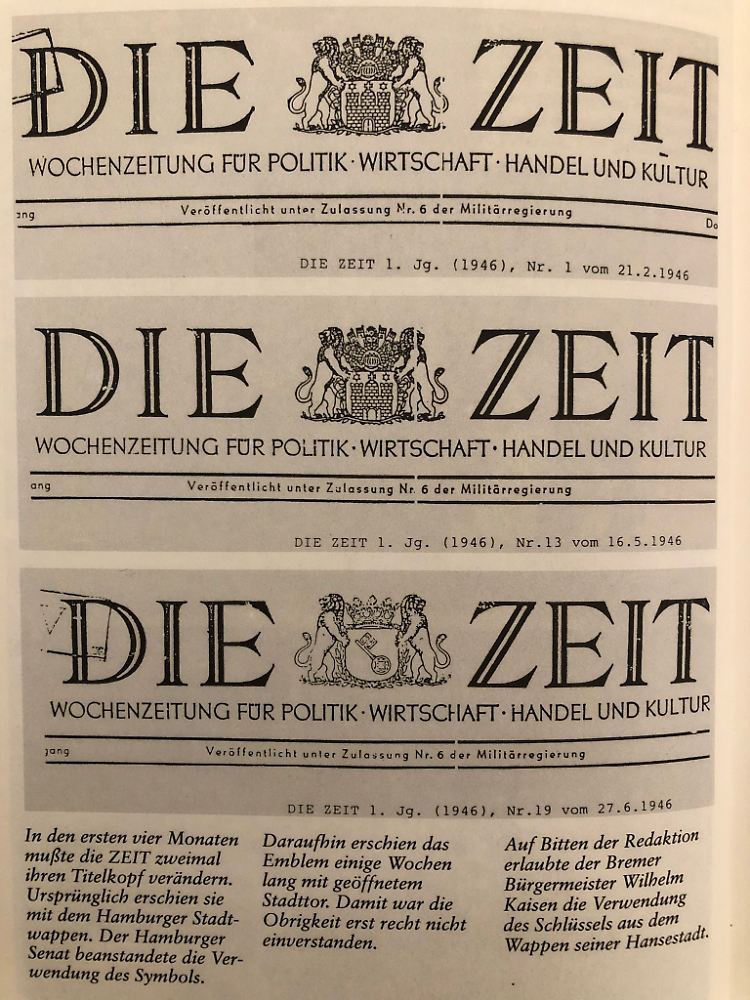 DIE ZEIT
WOCHENZEITUNG FÜR POLITIK · WIRTSCHAFT · HANDEL UND KULTUR
ang Veröffentlicht unter Zulassung Nr. 6 der Militärregierung Do
DIE ZEIT 1. Jg. (1946), Nr. 1 vom 21.2.1946
DIE ZEIT
WOCHENZEITUNG FÜR POLITIK · WIRTSCHAFT · HANDEL UND KULTUR
ang Veröffentlicht unter Zulassung Nr. 6 der Militärregierung
DIE ZEIT 1. Jg. (1946), Nr.13 vom 16.5.1946
DIE ZEIT
WOCHENZEITUNG FÜR POLITIK · WIRTSCHAFT · HANDEL UND KULTUR
gang Veröffentlicht unter Zulassung Nr. 6 der Militärregierung
DIE ZEIT 1. Jg. (1946), Nr.19 vom 27.6.1946
In den ersten vier Monaten
mußte die ZEIT zweimal
ihren Titelkopf verändern.
Ursprünglich erschien sie
mit dem Hamburger Stadt-
wappen. Der Hamburger
Senat beanstandete die Ver-
wendung des Symbols.
Daraufhin erschien das
Emblem einige Wochen
lang mit geöffnetem
Stadttor. Damit war die
Obrigkeit erst recht nicht
einverstanden.
Auf Bitten der Redaktion
erlaubte der Bremer
Bürgermeister Wilhelm
Kaisen die Verwendung
des Schlüssels aus dem
Wappen seiner Hansestadt.